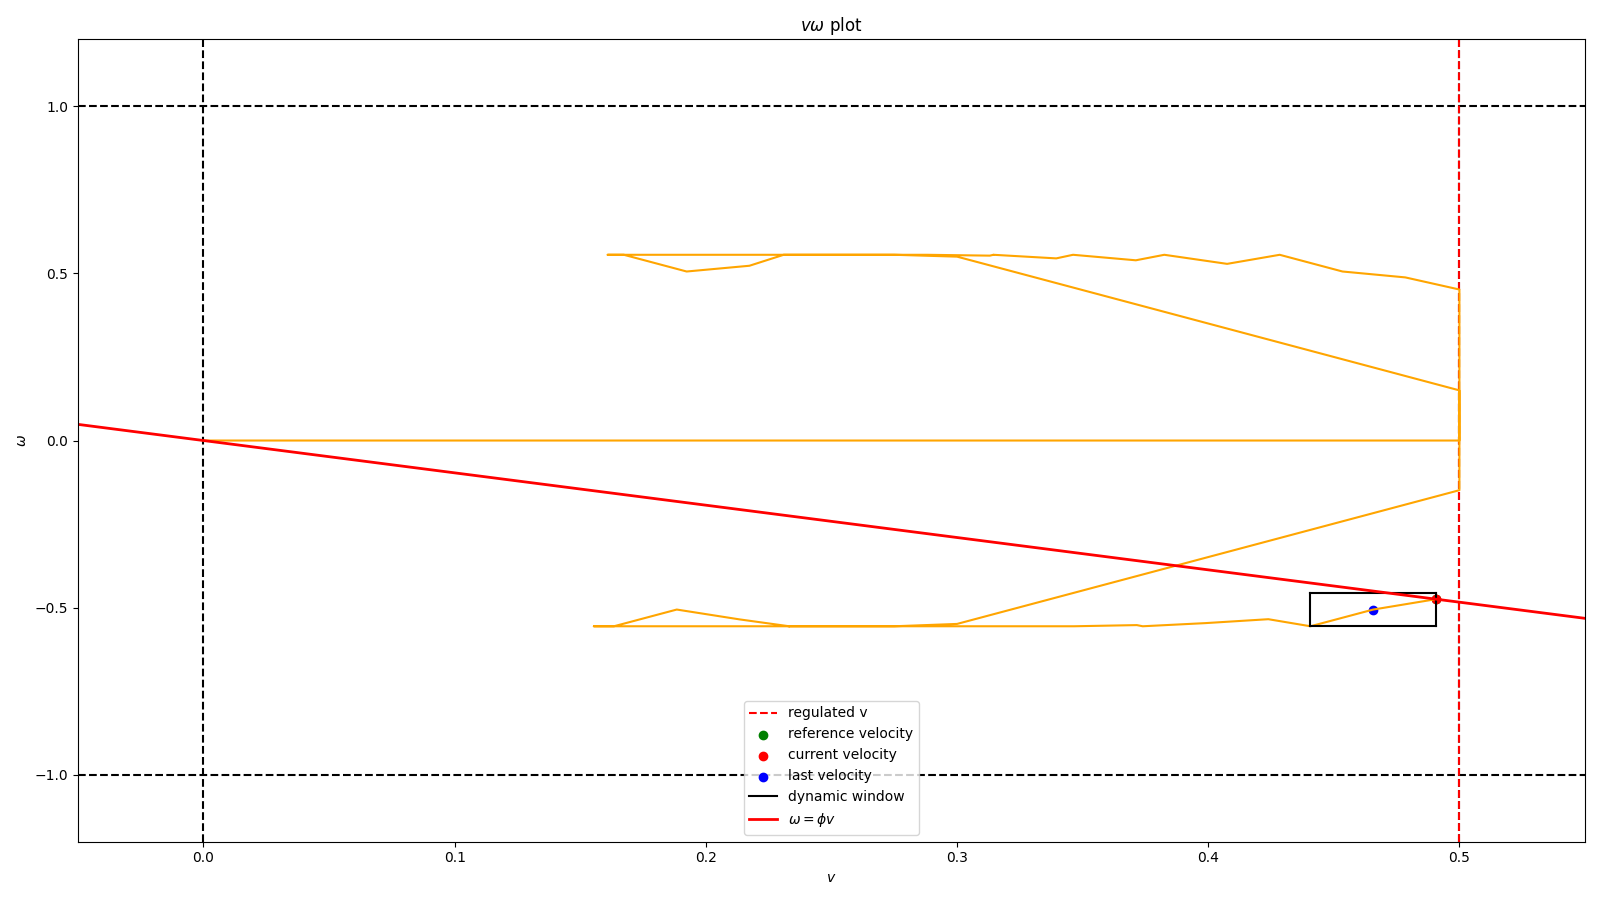 vω plot
1.0
0.5
0.0
−0.5
−1.0
ω
0.0
0.1
0.2
0.3
0.4
0.5
v
regulated v
reference velocity
current velocity
last velocity
dynamic window
ω = ϕv